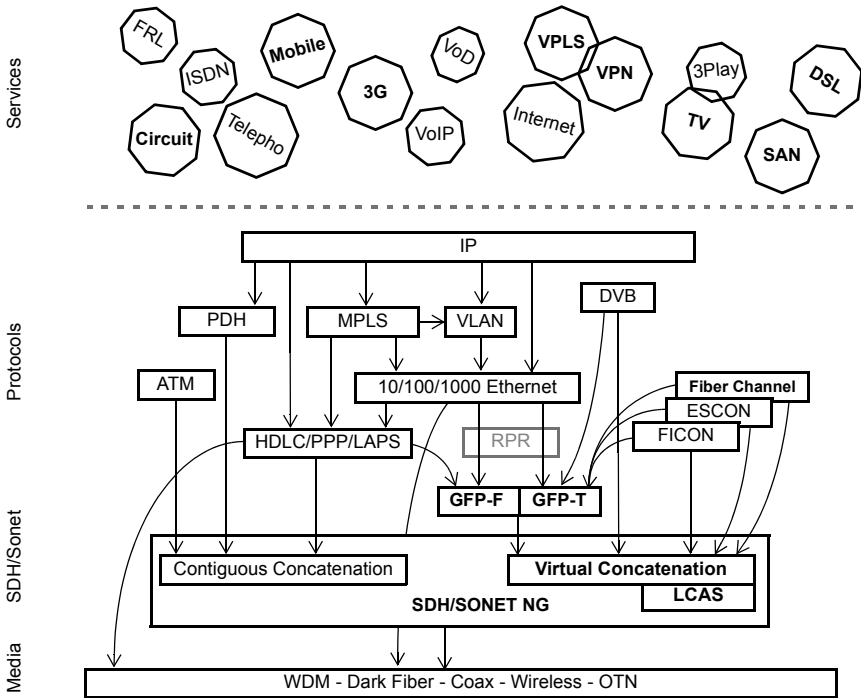 Services
FRL
ISDN
Mobile
3G
VoD
VPLS
VPN
3Play
DSL
Circuit
Telepho
VoIP
Internet
TV
SAN
Protocols
IP
DVB
PDH
MPLS
VLAN
ATM
10/100/1000 Ethernet
Fiber Channel
ESCON
FICON
HDLC/PPP/LAPS
RPR
GFP-F
GFP-T
SDH/Sonet
Contiguous Concatenation
Virtual Concatenation
LCAS
SDH/SONET NG
Media
WDM - Dark Fiber - Coax - Wireless - OTN